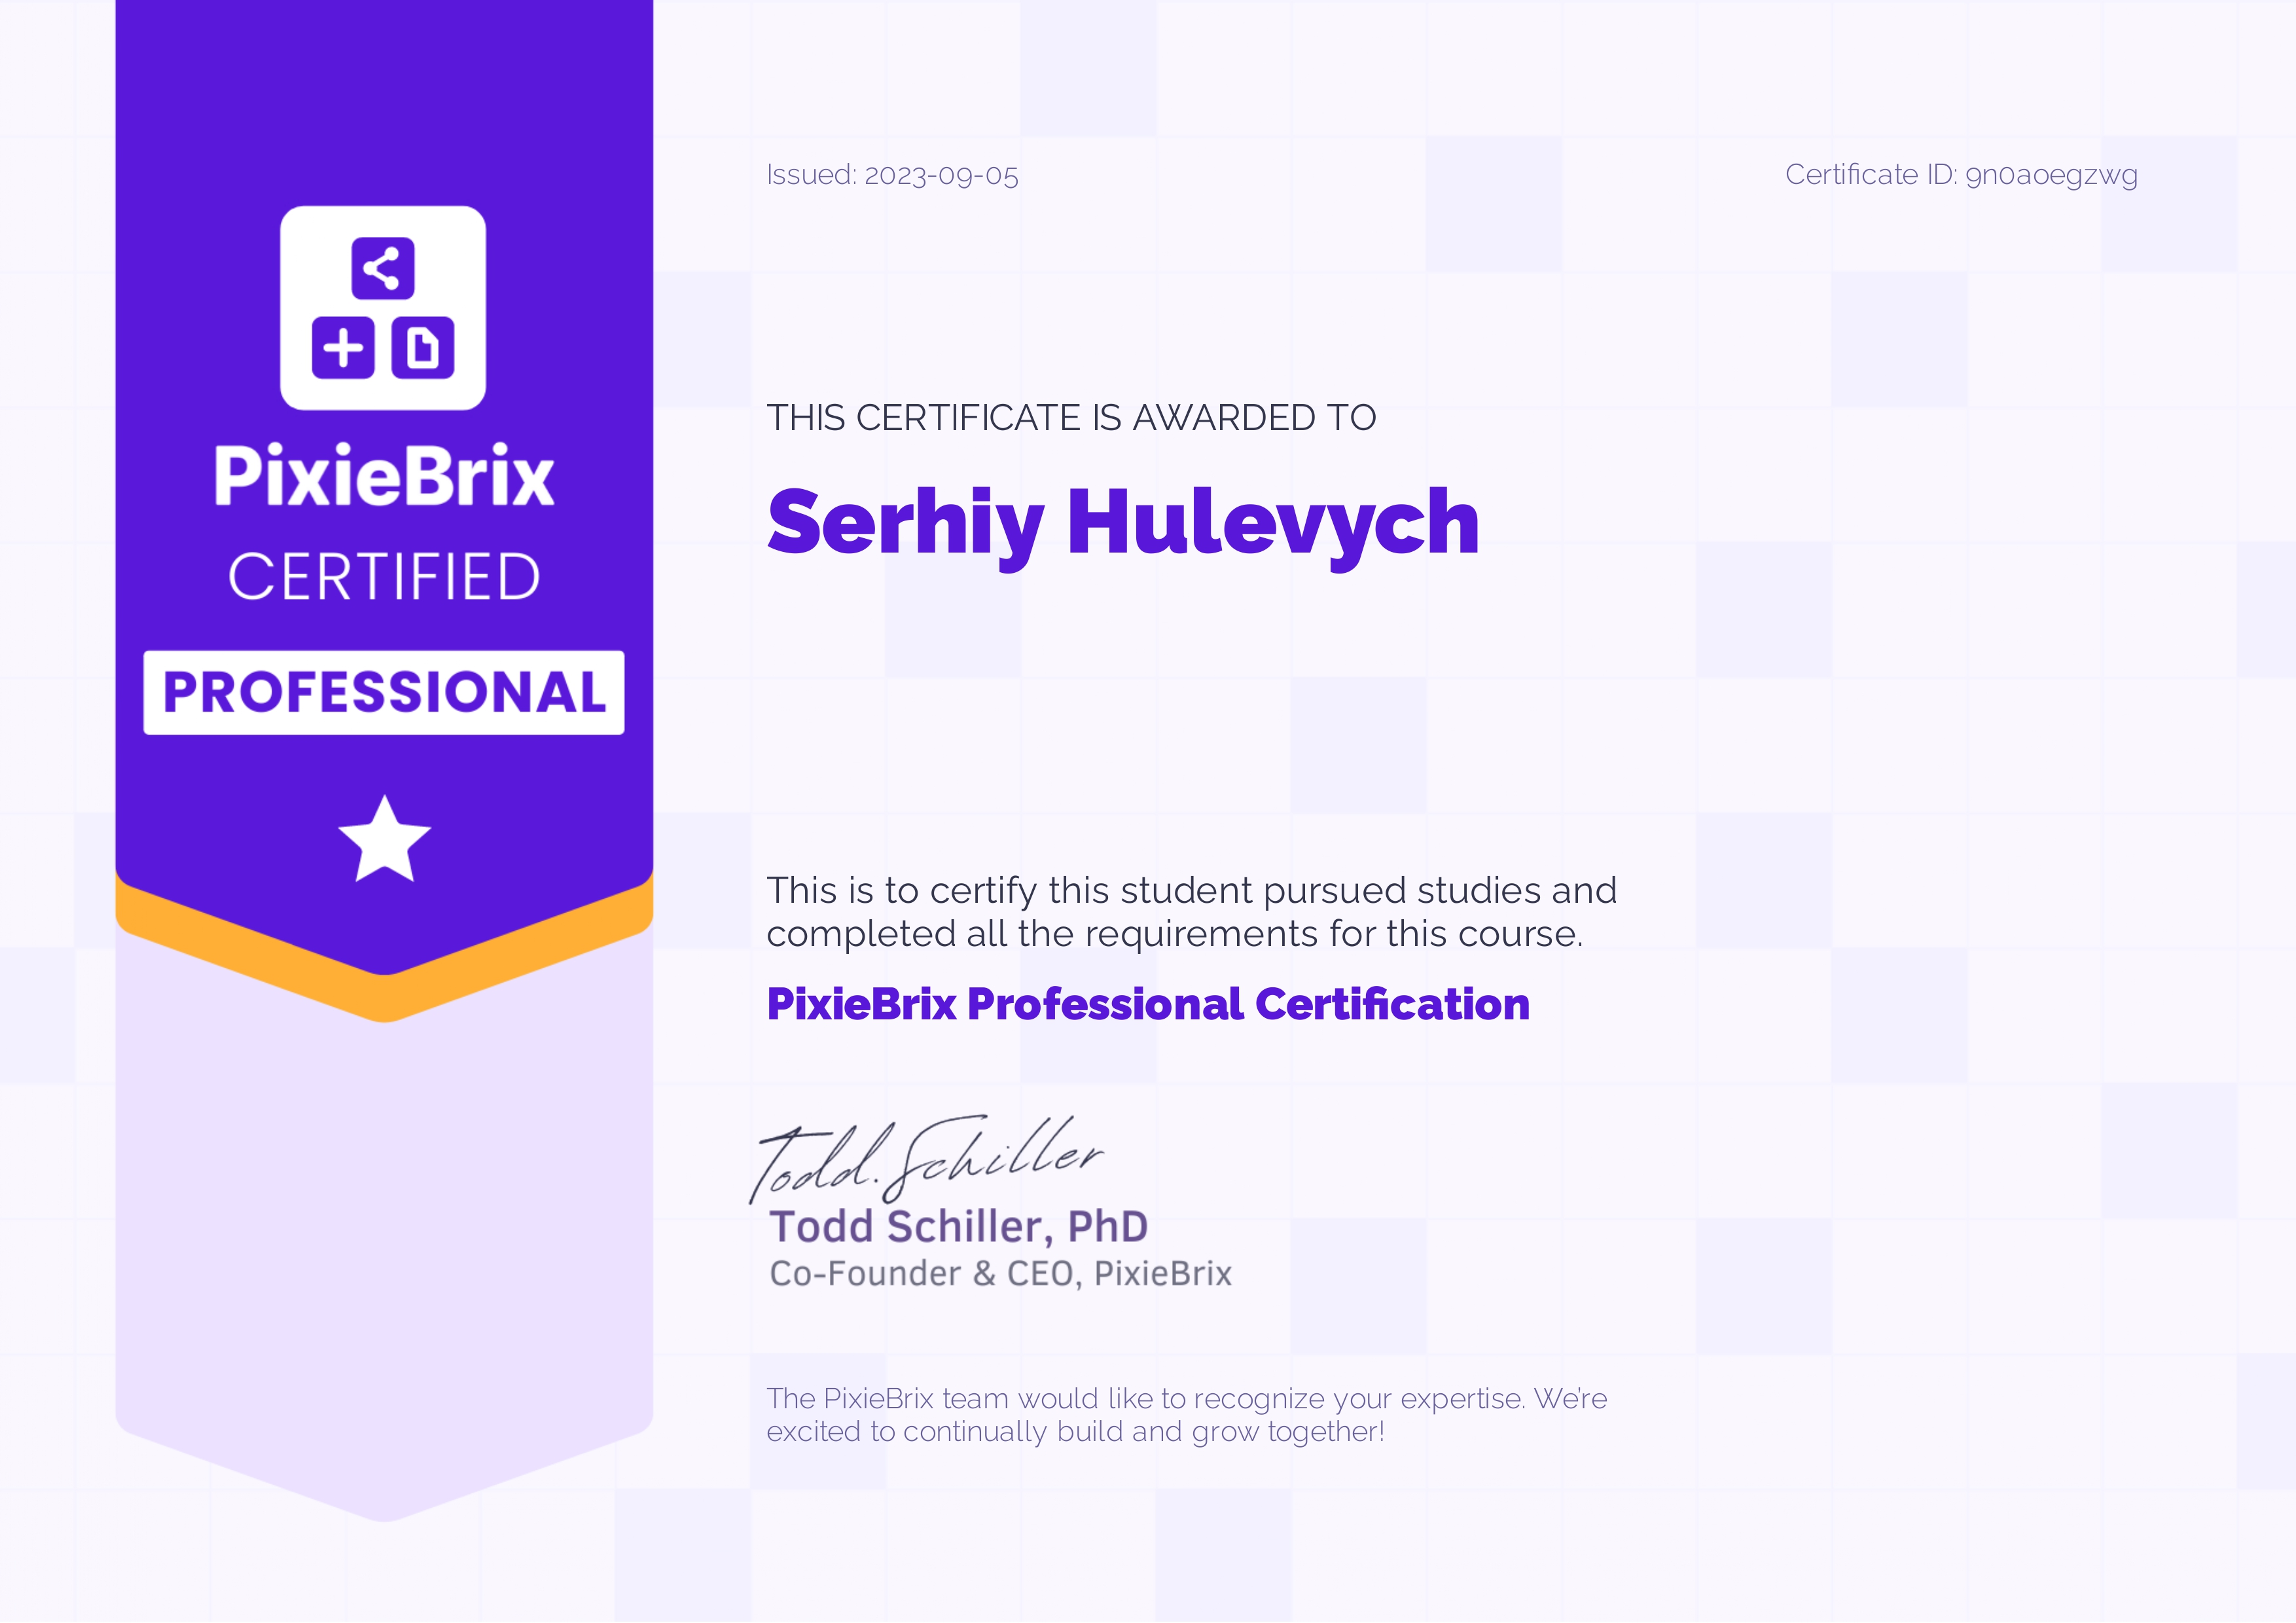 PixieBrix
CERTIFIED
PROFESSIONAL
Issued: 2023-09-05
Certificate ID: 9n0aoegzwg
THIS CERTIFICATE IS AWARDED TO
Serhiy Hulevych
This is to certify this student pursued studies and
completed all the requirements for this course.
PixieBrix Professional Certification
Todd. Schiller
Todd Schiller, PhD
Co-Founder & CEO, PixieBrix
The PixieBrix team would like to recognize your expertise. We're
excited to continually build and grow together!